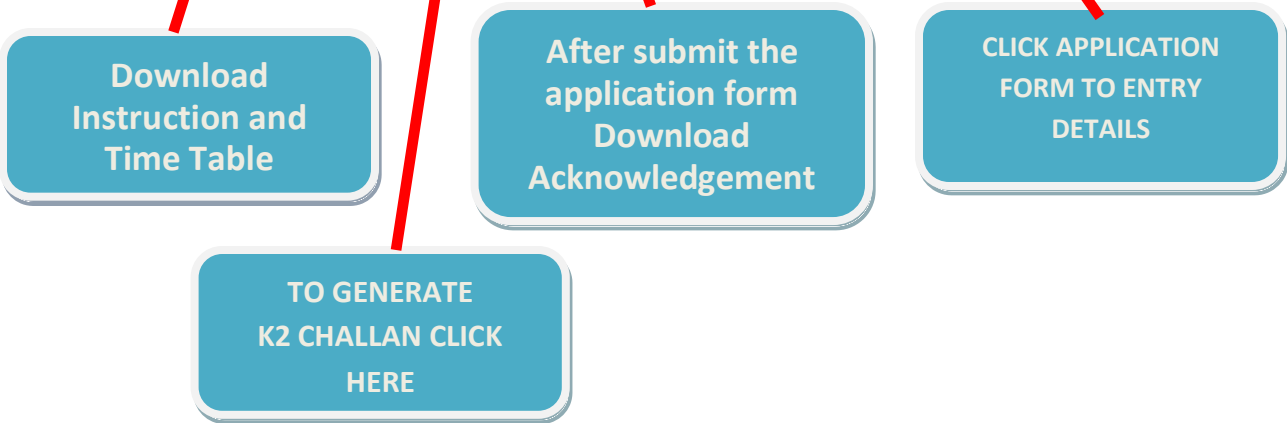 Download
Instruction and
Time Table
After submit the
application form
Download
Acknowledgement
CLICK APPLICATION
FORM TO ENTRY
DETAILS
TO GENERATE
K2 CHALLAN CLICK
HERE